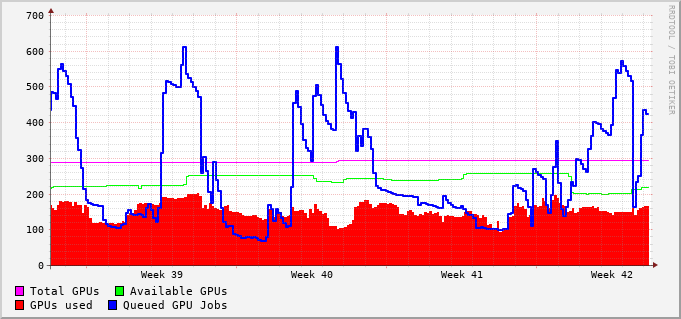 RRDTOOL / TOBI OETIKER
700
600
500
400
300
200
100
0
Week 39 Week 40 Week 41 Week 42
Total GPUs Available GPUs
GPUs used Queued GPU Jobs